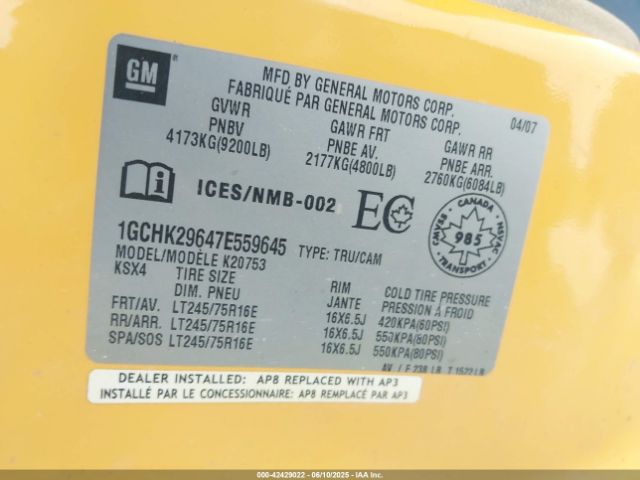 GM
MFD BY GENERAL MOTORS CORP.
FABRIQUÉ PAR GENERAL MOTORS CORP.
04/07
GVWR
PNBV
4173KG(9200LB)
GAWR FRT
PNBE AV.
2177KG(4800LB)
GAWR RR
PNBE ARR.
2760KG(6084LB)
ICES/NMB-002
EC
CANADA
CMVSS
985
NSVAC
1GCHK29647E559645 TYPE: TRU/CAM
MODEL/MODÈLE K20753
KSX4
TIRE SIZE
DIM. PNEU
RIM
JANTE
COLD TIRE PRESSURE
PRESSION À FROID
FRT/AV. LT245/75R16E 16X6.5J 420KPA(60PSI)
RR/ARR. LT245/75R16E 16X6.5J 550KPA(80PSI)
SPA/SOS LT245/75R16E 16X6.5J 550KPA(80PSI)
DEALER INSTALLED: AP8 REPLACED WITH AP3
INSTALLÉ PAR LE CONCESSIONNAIRE: AP8 REMPLACÉ PAR AP3
000-42429022 - 06/10/2025 - CANADA